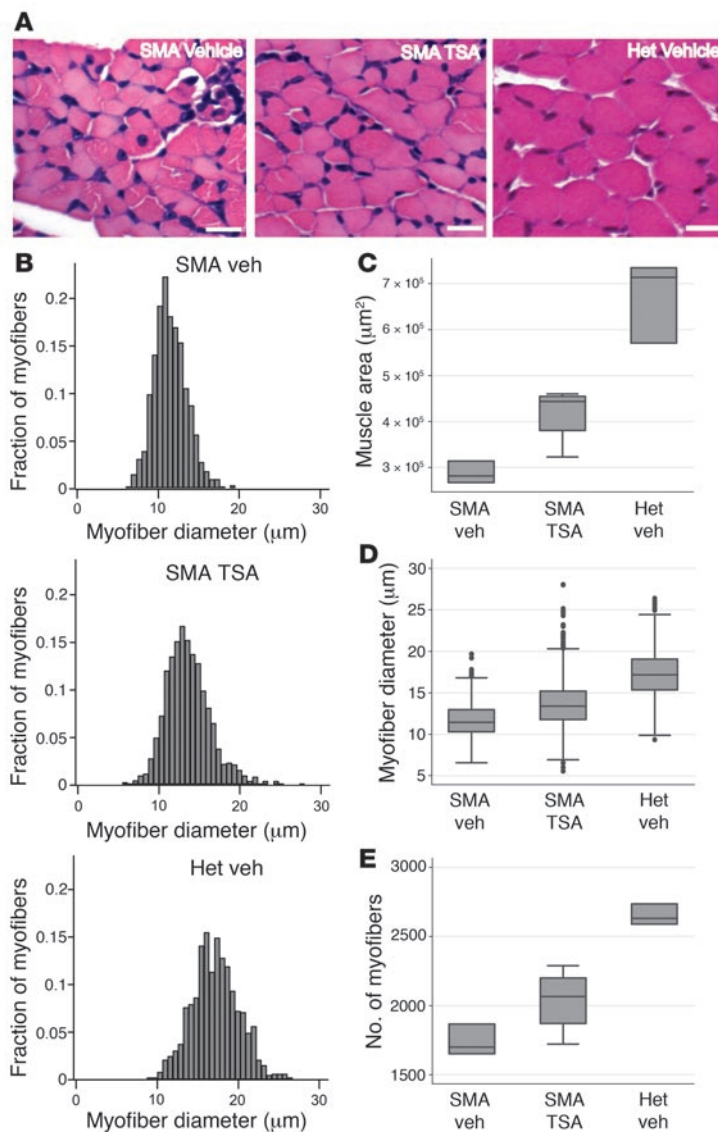 A
SMA Vehicle
SMA TSA
Het Vehicle
B
SMA veh
Fraction of myofibers
0.2
0.15
0.1
0.05
0
0 10 20 30
Myofiber diameter (μm)
SMA TSA
Fraction of myofibers
0.2
0.15
0.1
0.05
0
0 10 20 30
Myofiber diameter (μm)
Het veh
Fraction of myofibers
0.2
0.15
0.1
0.05
0
0 10 20 30
Myofiber diameter (μm)
C
Muscle area (μm²)
7 × 10⁵
6 × 10⁵
5 × 10⁵
4 × 10⁵
3 × 10⁵
SMA SMA Het
veh TSA veh
D
Myofiber diameter (μm)
30
25
20
15
10
5
SMA SMA Het
veh TSA veh
E
No. of myofibers
3000
2500
2000
1500
SMA SMA Het
veh TSA veh